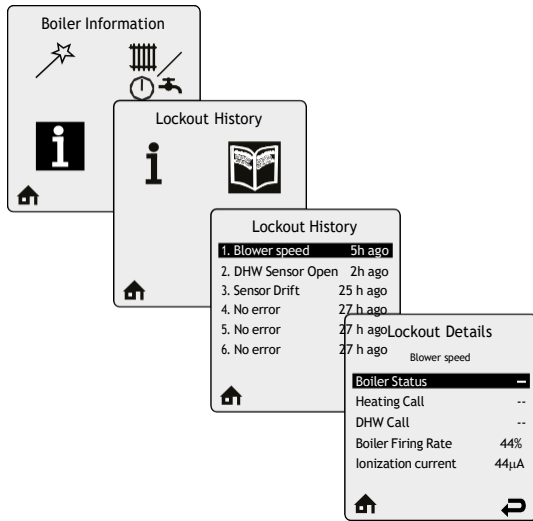 Boiler Information
i
Lockout History
i
Lockout History
1. Blower speed 5h ago
2. DHW Sensor Open 2h ago
3. Sensor Drift 25 h ago
4. No error 27 h ago
5. No error 27 h ago
6. No error 27 h ago
Lockout Details
Blower speed
Boiler Status --
Heating Call --
DHW Call --
Boiler Firing Rate 44%
Ionization current 44µA